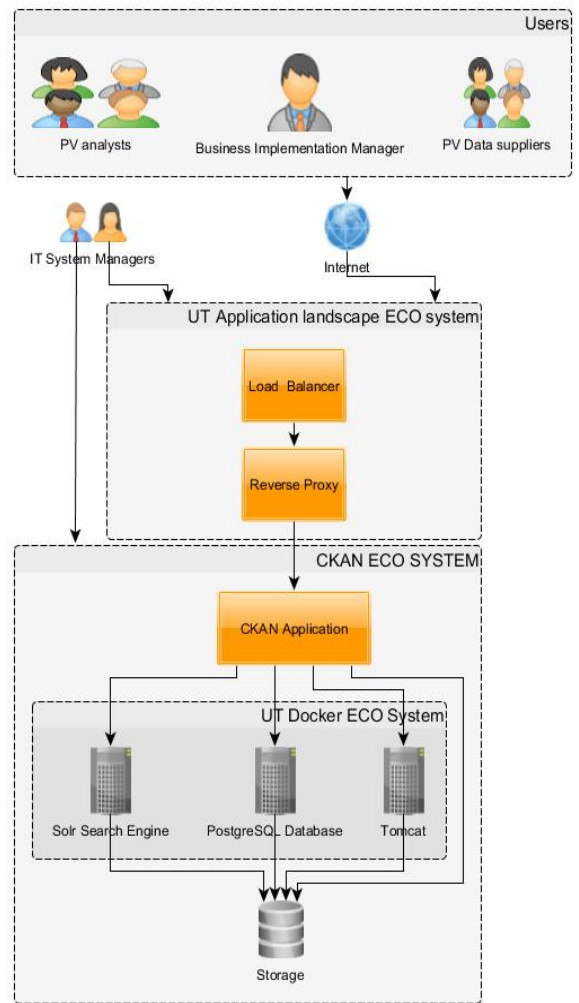 Users
PV analysts
Business Implementation Manager
PV Data suppliers
IT System Managers
Internet
UT Application landscape ECO system
Load Balancer
Reverse Proxy
CKAN ECO SYSTEM
CKAN Application
UT Docker ECO System
Solr Search Engine
PostgreSQL Database
Tomcat
Storage